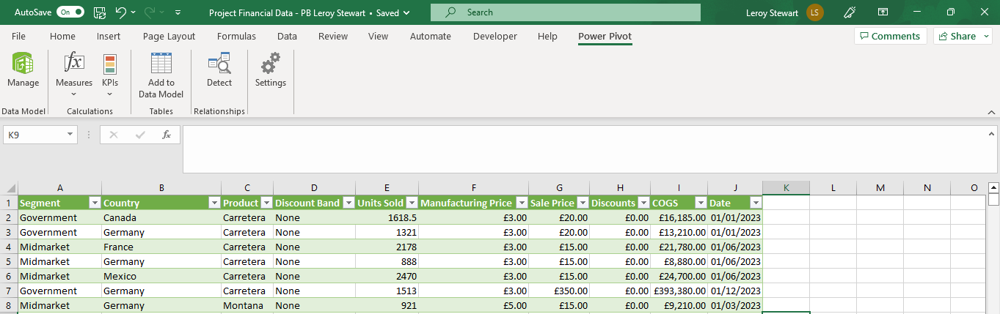 AutoSave On Project Financial Data - PB Leroy Stewart • Saved Search Leroy Stewart LS
File Home Insert Page Layout Formulas Data Review View Automate Developer Help Power Pivot Comments Share
Manage Measures KPIs Add to Data Model Detect Settings
Data Model Calculations Tables Relationships
K9 fx
A B C D E F G H I J K L M N O
1 Segment Country Product Discount Band Units Sold Manufacturing Price Sale Price Discounts COGS Date
2 Government Canada Carretera None 1618.5 £3.00 £20.00 £0.00 £16,185.00 01/01/2023
3 Government Germany Carretera None 1321 £3.00 £20.00 £0.00 £13,210.00 01/01/2023
4 Midmarket France Carretera None 2178 £3.00 £15.00 £0.00 £21,780.00 01/06/2023
5 Midmarket Germany Carretera None 888 £3.00 £15.00 £0.00 £8,880.00 01/06/2023
6 Midmarket Mexico Carretera None 2470 £3.00 £15.00 £0.00 £24,700.00 01/06/2023
7 Government Germany Carretera None 1513 £3.00 £350.00 £0.00 £393,380.00 01/12/2023
8 Midmarket Germany Montana None 921 £5.00 £15.00 £0.00 £9,210.00 01/03/2023